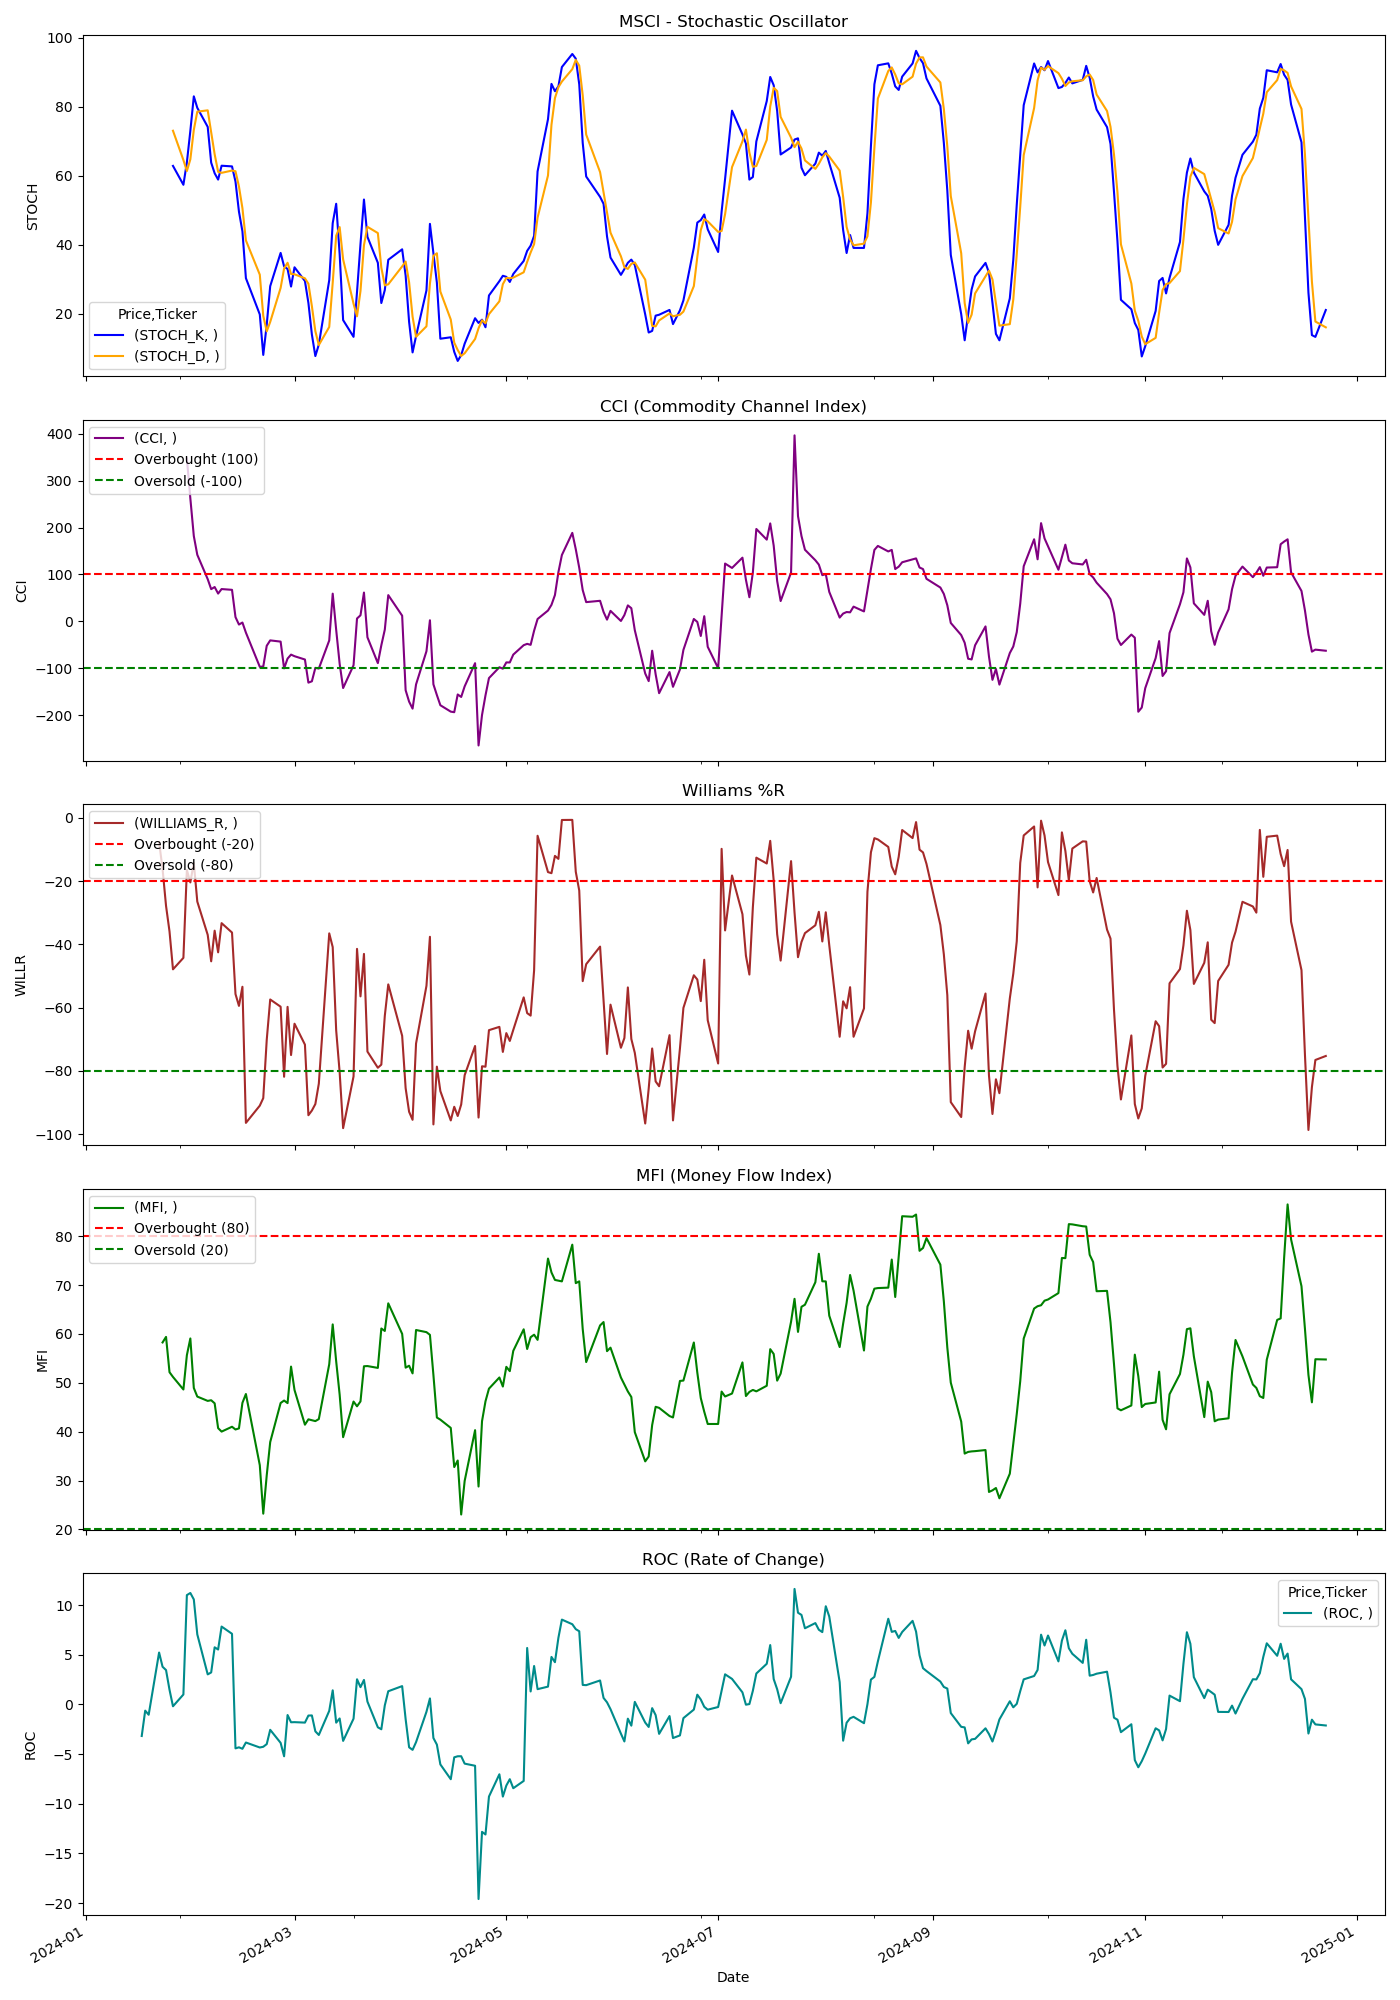 MSCI - Stochastic Oscillator
100
80
60
40
20
STOCH
Price,Ticker
(STOCH_K, )
(STOCH_D, )
CCI (Commodity Channel Index)
400
300
200
100
0
−100
−200
CCI
(CCI, )
Overbought (100)
Oversold (-100)
Williams %R
0
−20
−40
−60
−80
−100
WILLR
(WILLIAMS_R, )
Overbought (-20)
Oversold (-80)
MFI (Money Flow Index)
80
70
60
50
40
30
20
MFI
(MFI, )
Overbought (80)
Oversold (20)
ROC (Rate of Change)
10
5
0
−5
−10
−15
−20
ROC
Price,Ticker
(ROC, )
2024-01
2024-03
2024-05
2024-07
2024-09
2024-11
2025-01
Date